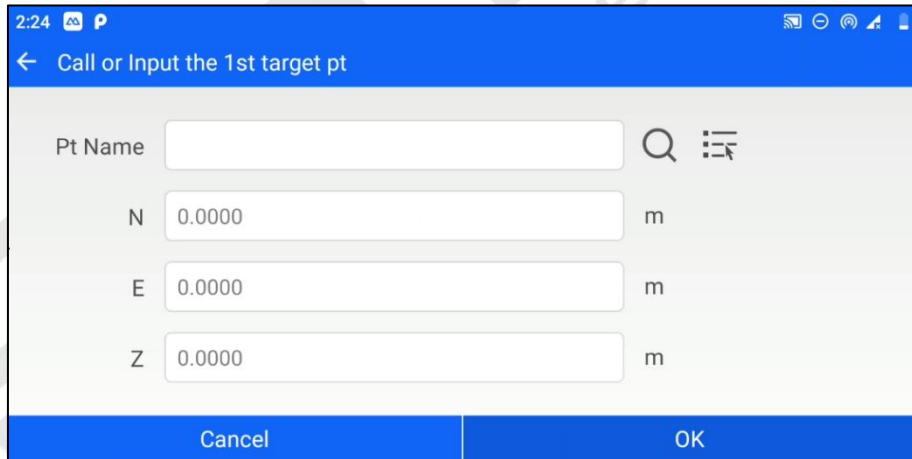 2:24
Call or Input the 1st target pt
Pt Name
N 0.0000 m
E 0.0000 m
Z 0.0000 m
Cancel OK